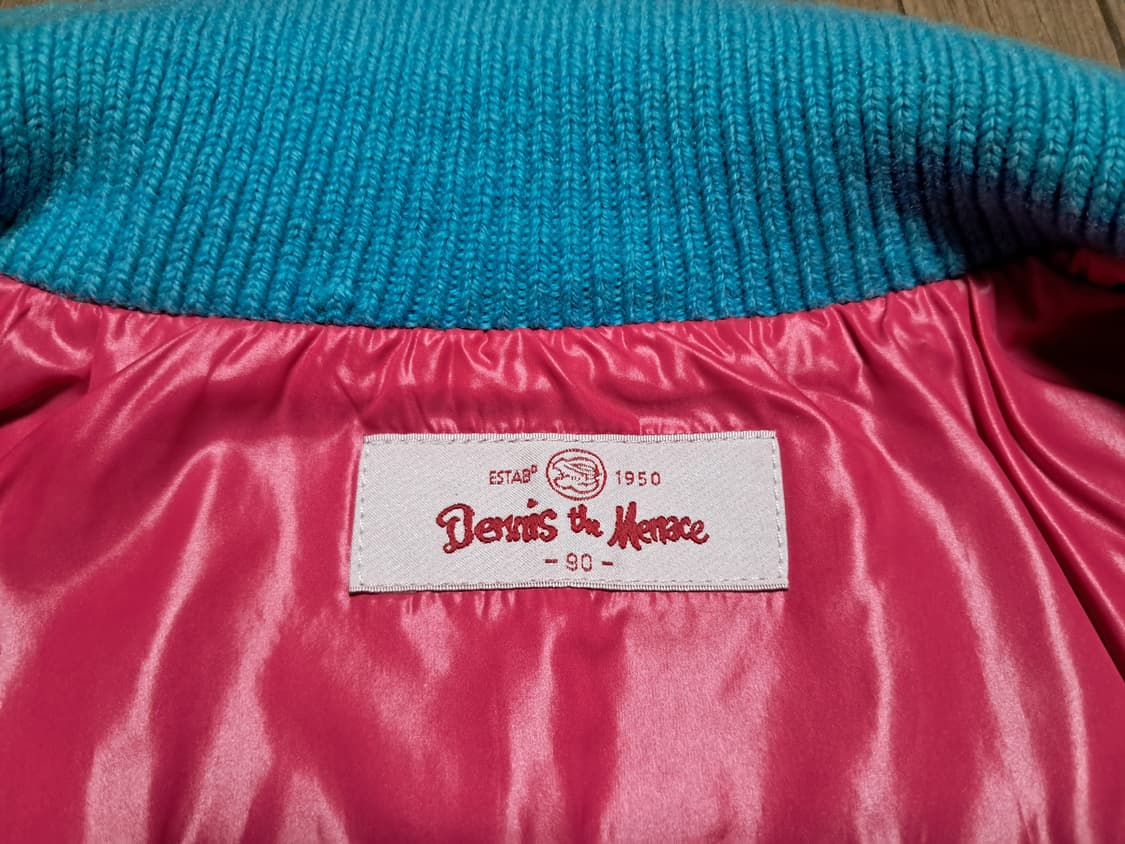 ESTABᴰ 1950
Dennis the Menace
- 90 -